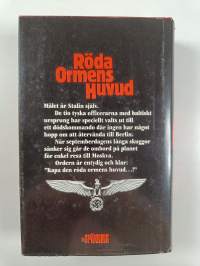 Röda
Ormens
Huvud
Målet är Stalin själv.
De tio tyska officerarna med baltiskt
ursprung har speciellt valts ut till
ett dödskommando där ingen har något
hopp om att återvända till Berlin.
När septemberdagens långa skuggor
sänker sig går de ombord på planet
för enkel resa till Moskva.
Ordern är entydig och klar:
"Kapa den röda ormens huvud...!"
SPÄNNING